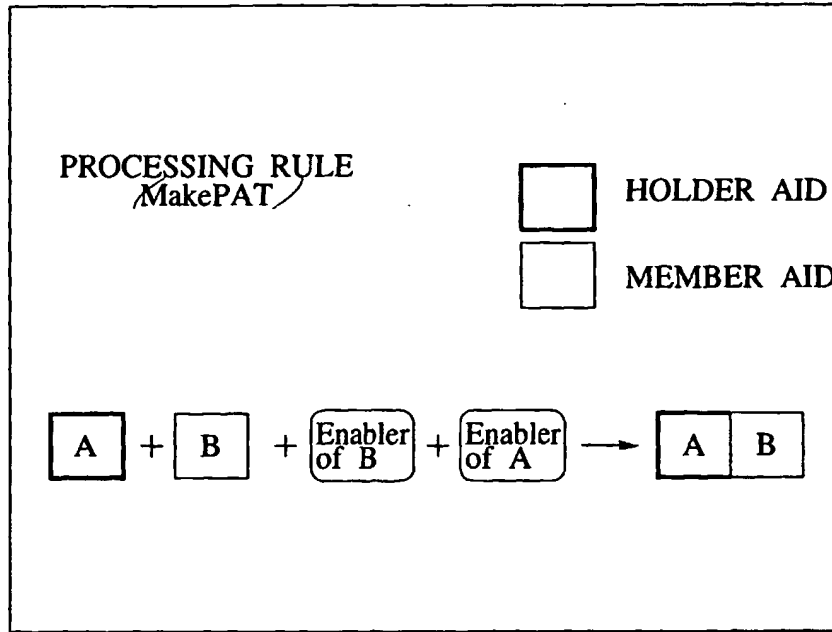 PROCESSING RULE
MakePAT
HOLDER AID
MEMBER AID
A + B + Enabler of B + Enabler of A → A B